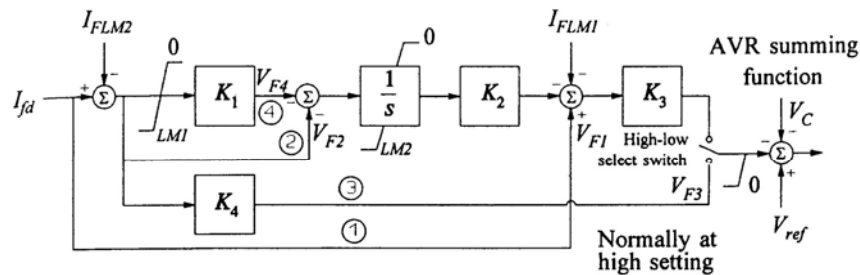 I_FLM2
0
I_fd
+
−
Σ
LM1
K_1
V_F4
④
−
Σ
−
②
V_F2
0
1
s
LM2
K_2
I_FLM1
−
−
Σ
+
V_F1
K_3
High-low
select switch
AVR summing
function
V_C
−
−
Σ
+
0
V_ref
K_4
③
V_F3
①
Normally at
high setting